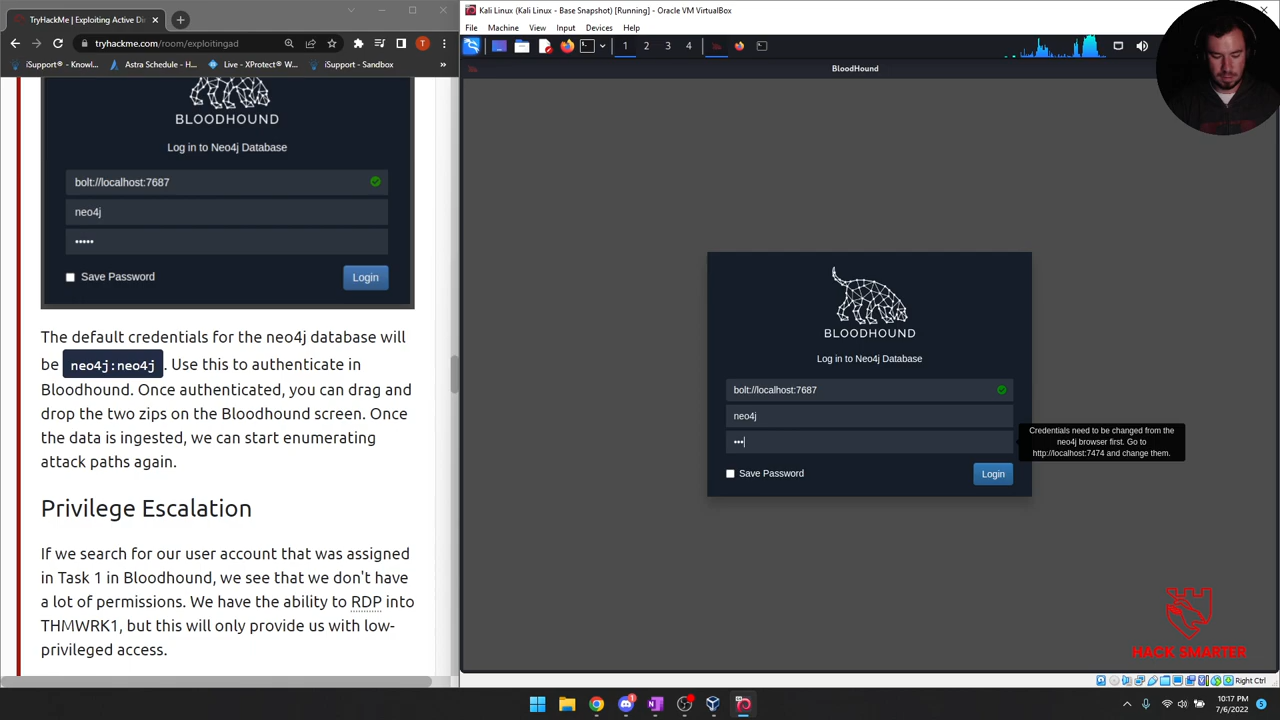 TryHackMe | Exploiting Active Di
tryhackme.com/room/exploitingad
iSupport - Knowl...
Astra Schedule - H...
Live - XProtect W...
iSupport - Sandbox
»
BLOODHOUND
Log in to Neo4j Database
bolt://localhost:7687
neo4j
•••••
Save Password
Login
The default credentials for the neo4j database will
be neo4j:neo4j . Use this to authenticate in
Bloodhound. Once authenticated, you can drag and
drop the two zips on the Bloodhound screen. Once
the data is ingested, we can start enumerating
attack paths again.
Privilege Escalation
If we search for our user account that was assigned
in Task 1 in Bloodhound, we see that we don't have
a lot of permissions. We have the ability to RDP into
THMWRK1, but this will only provide us with low-
privileged access.
Kali Linux (Kali Linux - Base Snapshot) [Running] - Oracle VM VirtualBox
File Machine View Input Devices Help
1 2 3 4
BloodHound
BLOODHOUND
Log in to Neo4j Database
bolt://localhost:7687
neo4j
•••
Credentials need to be changed from the
neo4j browser first. Go to
http://localhost:7474 and change them.
Save Password
Login
HACK SMARTER
Right Ctrl
10:17 PM
7/6/2022